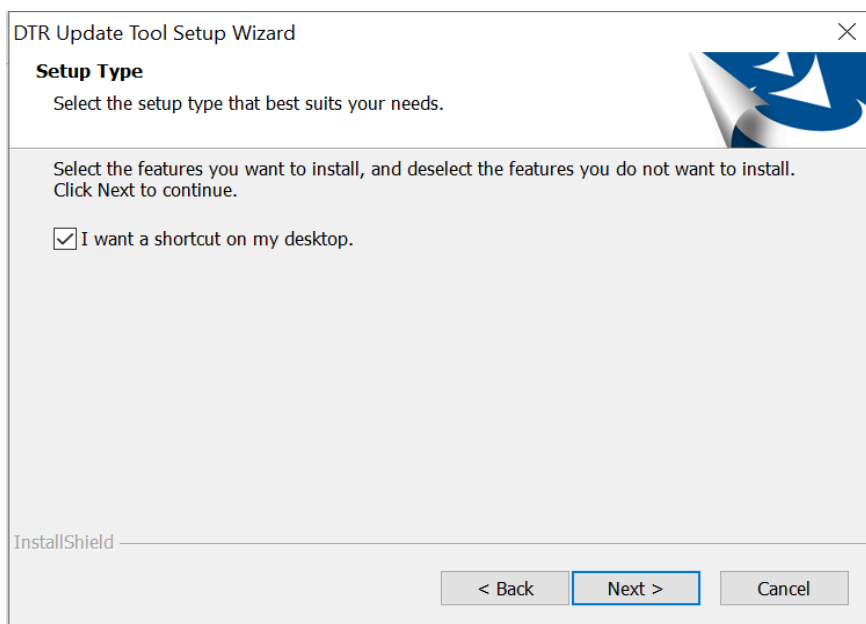 DTR Update Tool Setup Wizard
Setup Type
Select the setup type that best suits your needs.
Select the features you want to install, and deselect the features you do not want to install.
Click Next to continue.
I want a shortcut on my desktop.
InstallShield
< Back Next > Cancel